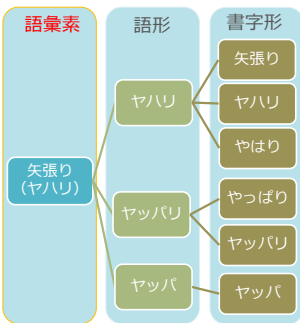 語彙素
語形
書字形
矢張り
(ヤハリ)
ヤハリ
ヤッパリ
ヤッパ
矢張り
ヤハリ
やはり
やっぱり
ヤッパリ
ヤッパ